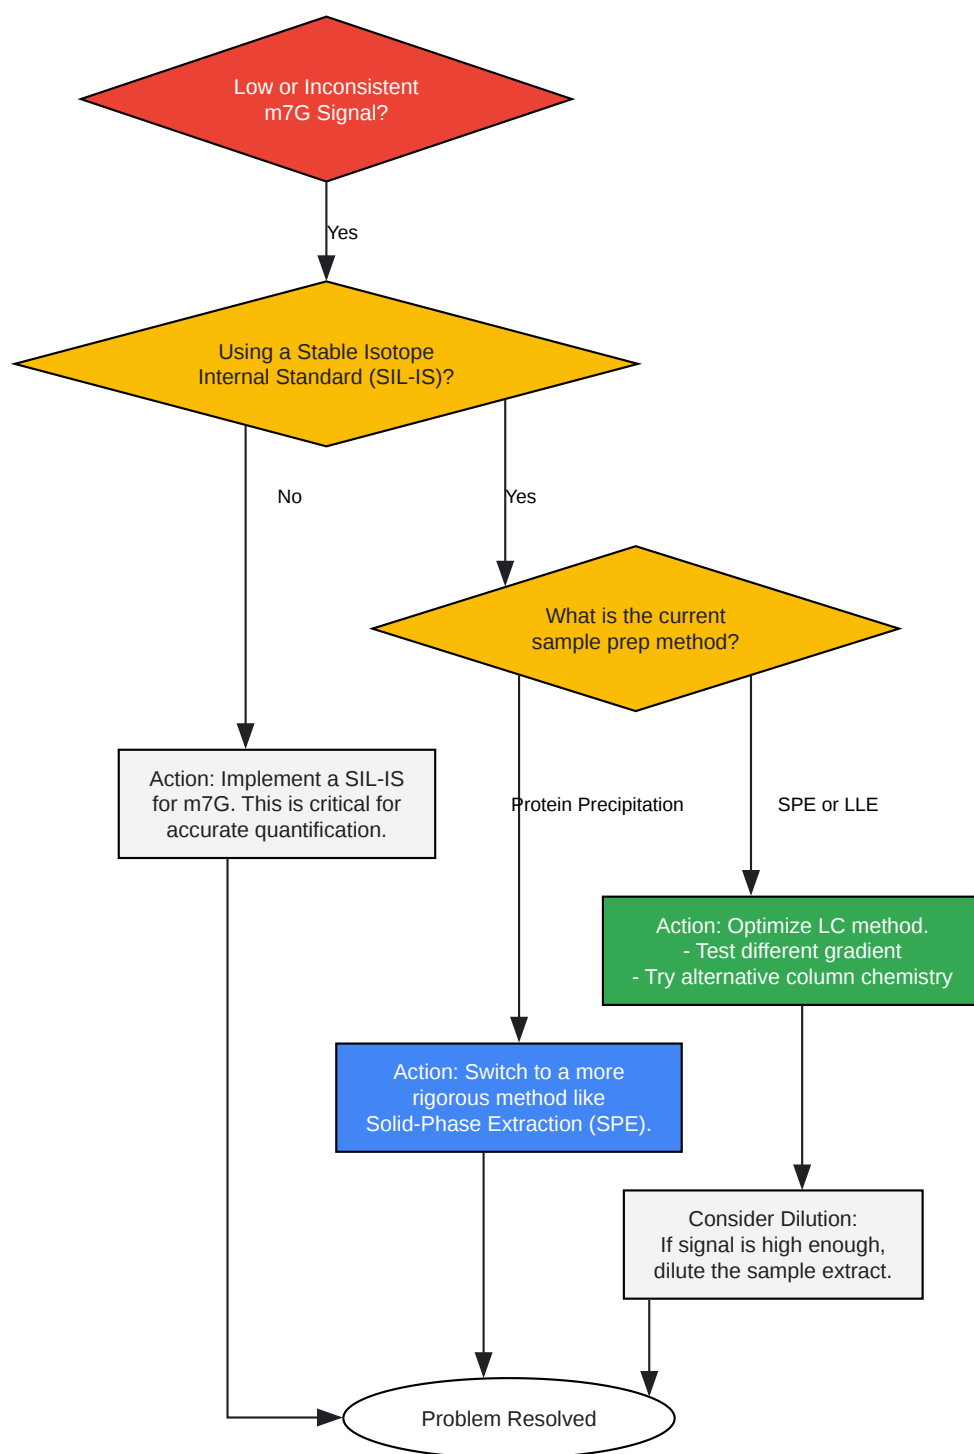 Low or Inconsistent
m7G Signal?
Yes
Using a Stable Isotope
Internal Standard (SIL-IS)?
No
Yes
What is the current
sample prep method?
Action: Implement a SIL-IS
for m7G. This is critical for
accurate quantification.
Protein Precipitation
SPE or LLE
Action: Optimize LC method.
- Test different gradient
- Try alternative column chemistry
Action: Switch to a more
rigorous method like
Solid-Phase Extraction (SPE).
Consider Dilution:
If signal is high enough,
dilute the sample extract.
Problem Resolved